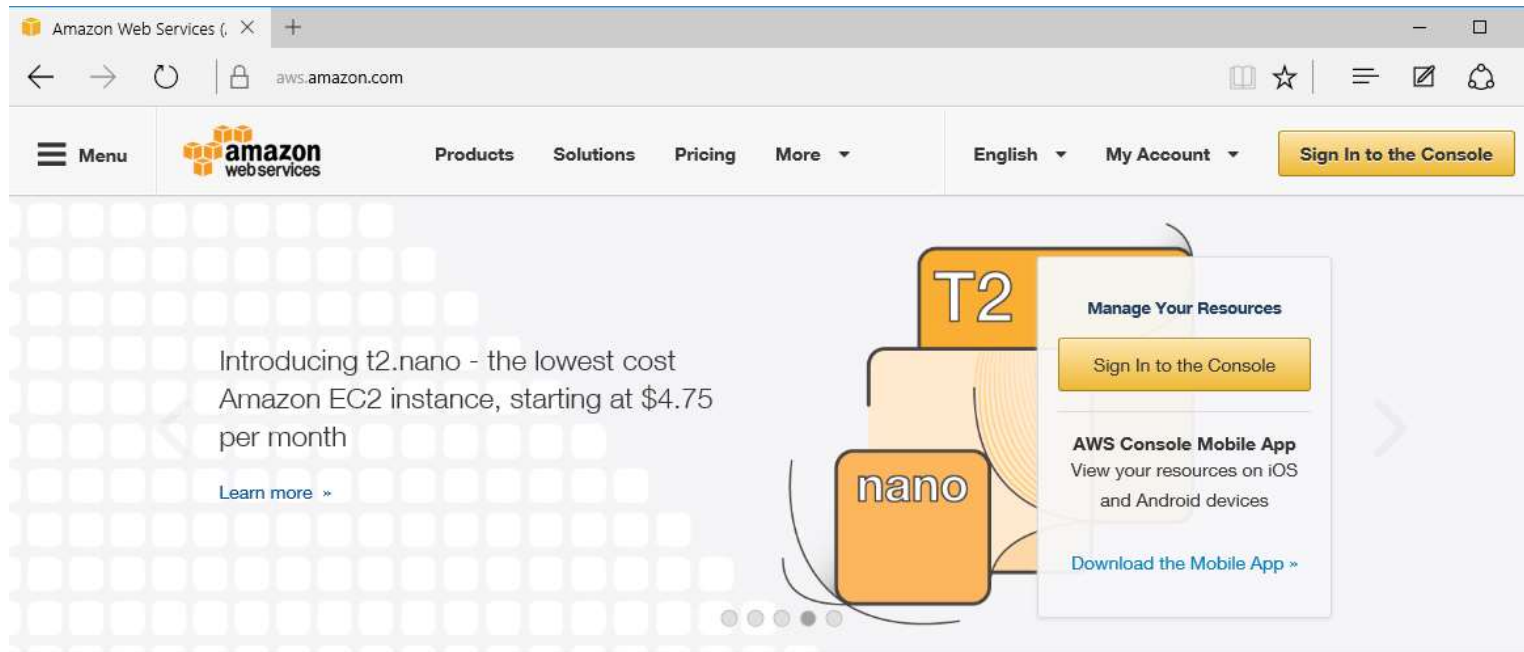 Amazon Web Services (.
aws.amazon.com
Menu
amazon
webservices
Products Solutions Pricing More
English My Account Sign In to the Console
T2
Manage Your Resources
Sign In to the Console
Introducing t2.nano - the lowest cost
Amazon EC2 instance, starting at $4.75
per month
Learn more »
nano
AWS Console Mobile App
View your resources on iOS
and Android devices
Download the Mobile App »